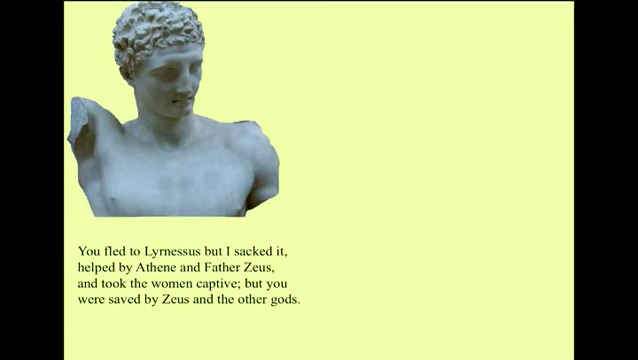 You fled to Lyrnessus but I sacked it,
helped by Athene and Father Zeus,
and took the women captive; but you
were saved by Zeus and the other gods.